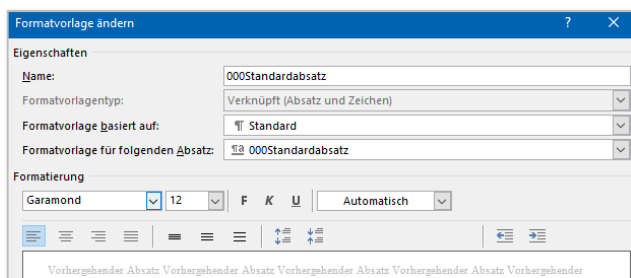 Formatvorlage ändern ? ×
Eigenschaften
Name: 000Standardabsatz
Formatvorlagentyp: Verknüpft (Absatz und Zeichen)
Formatvorlage basiert auf: ¶ Standard
Formatvorlage für folgenden Absatz: ¶a 000Standardabsatz
Formatierung
Garamond 12 F K U Automatisch
Vorhergehender Absatz Vorhergehender Absatz Vorhergehender Absatz Vorhergehender Absatz Vorhergehender